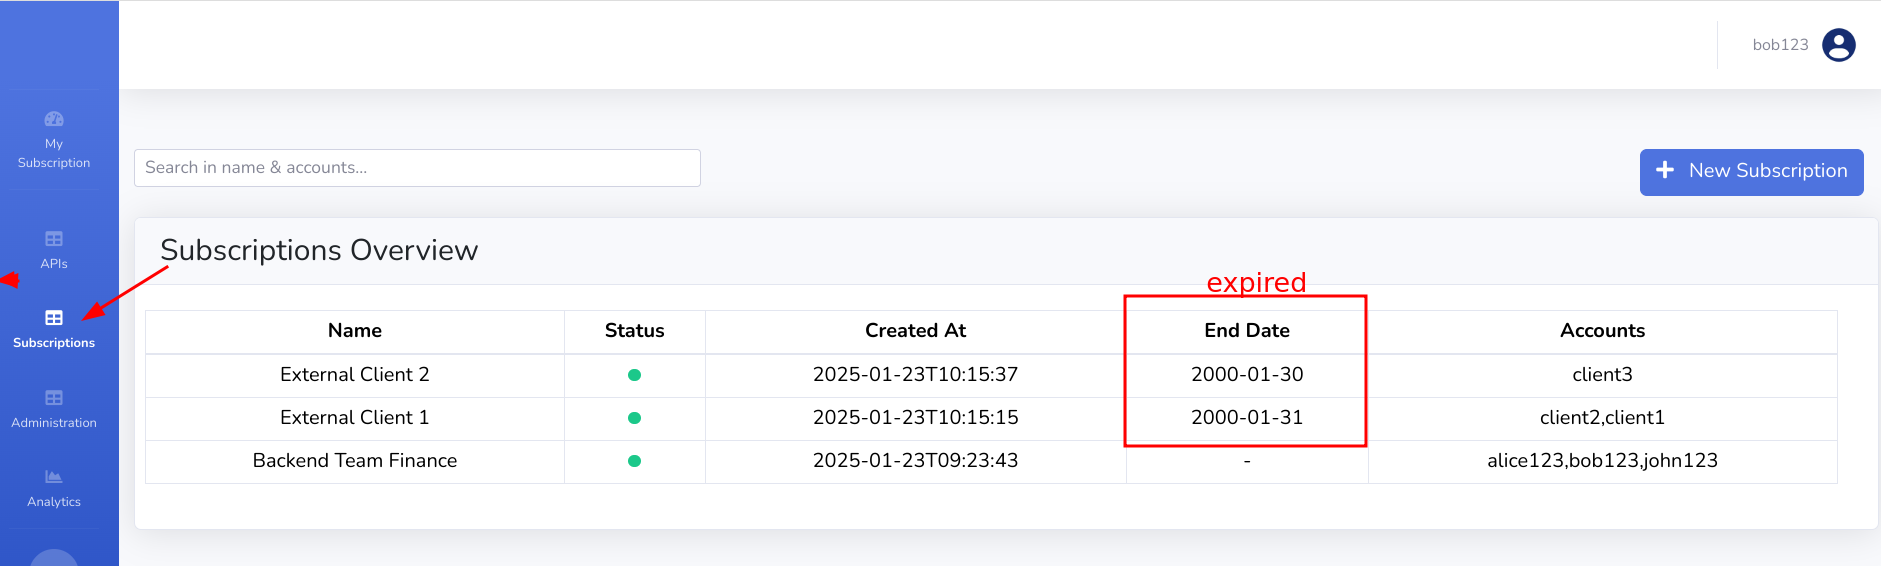 bob123
My
Subscription
APIs
Subscriptions
Administration
Analytics
Search in name & accounts...
New Subscription
Subscriptions Overview
expired
Name Status Created At End Date Accounts
External Client 2 2025-01-23T10:15:37 2000-01-30 client3
External Client 1 2025-01-23T10:15:15 2000-01-31 client2,client1
Backend Team Finance 2025-01-23T09:23:43 - alice123,bob123,john123